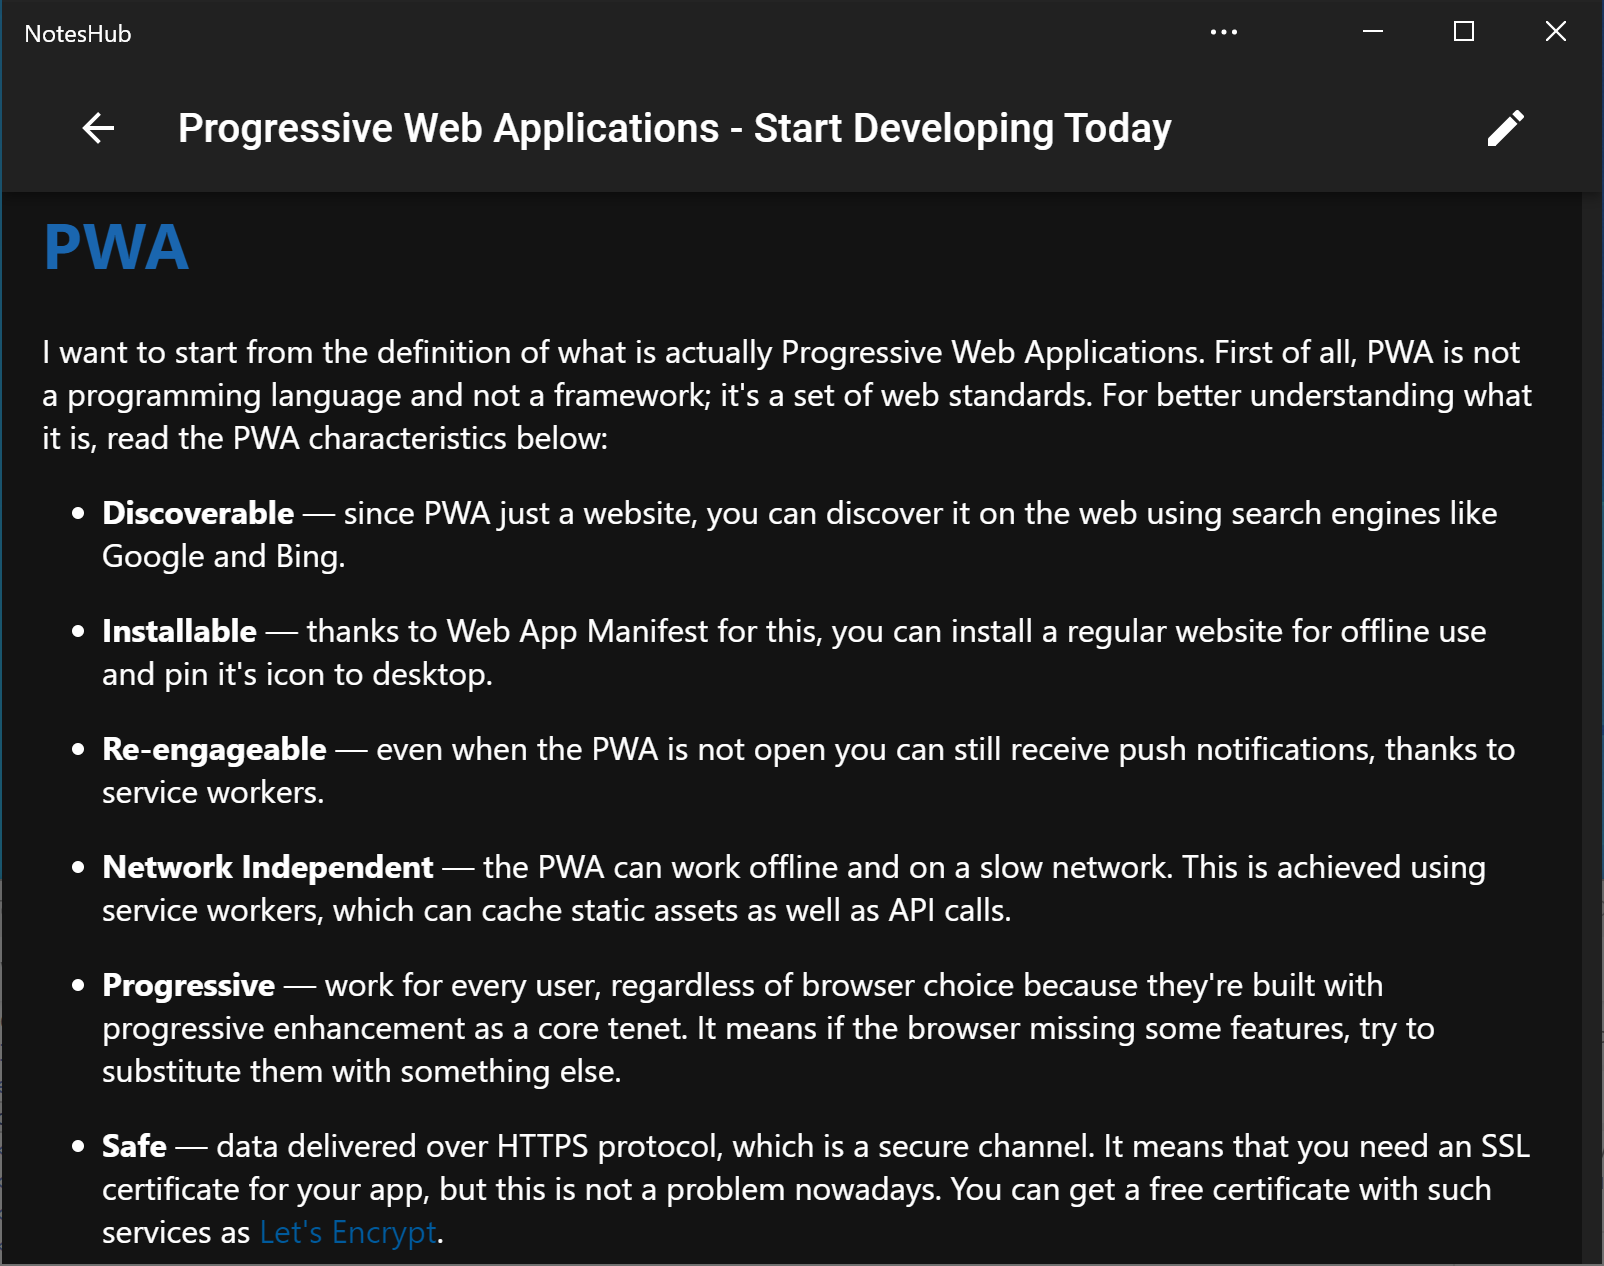 NotesHub
Progressive Web Applications - Start Developing Today
PWA
I want to start from the definition of what is actually Progressive Web Applications. First of all, PWA is not
a programming language and not a framework; it's a set of web standards. For better understanding what
it is, read the PWA characteristics below:
• Discoverable — since PWA just a website, you can discover it on the web using search engines like
Google and Bing.
• Installable — thanks to Web App Manifest for this, you can install a regular website for offline use
and pin it's icon to desktop.
• Re-engageable — even when the PWA is not open you can still receive push notifications, thanks to
service workers.
• Network Independent — the PWA can work offline and on a slow network. This is achieved using
service workers, which can cache static assets as well as API calls.
• Progressive — work for every user, regardless of browser choice because they're built with
progressive enhancement as a core tenet. It means if the browser missing some features, try to
substitute them with something else.
• Safe — data delivered over HTTPS protocol, which is a secure channel. It means that you need an SSL
certificate for your app, but this is not a problem nowadays. You can get a free certificate with such
services as Let's Encrypt.